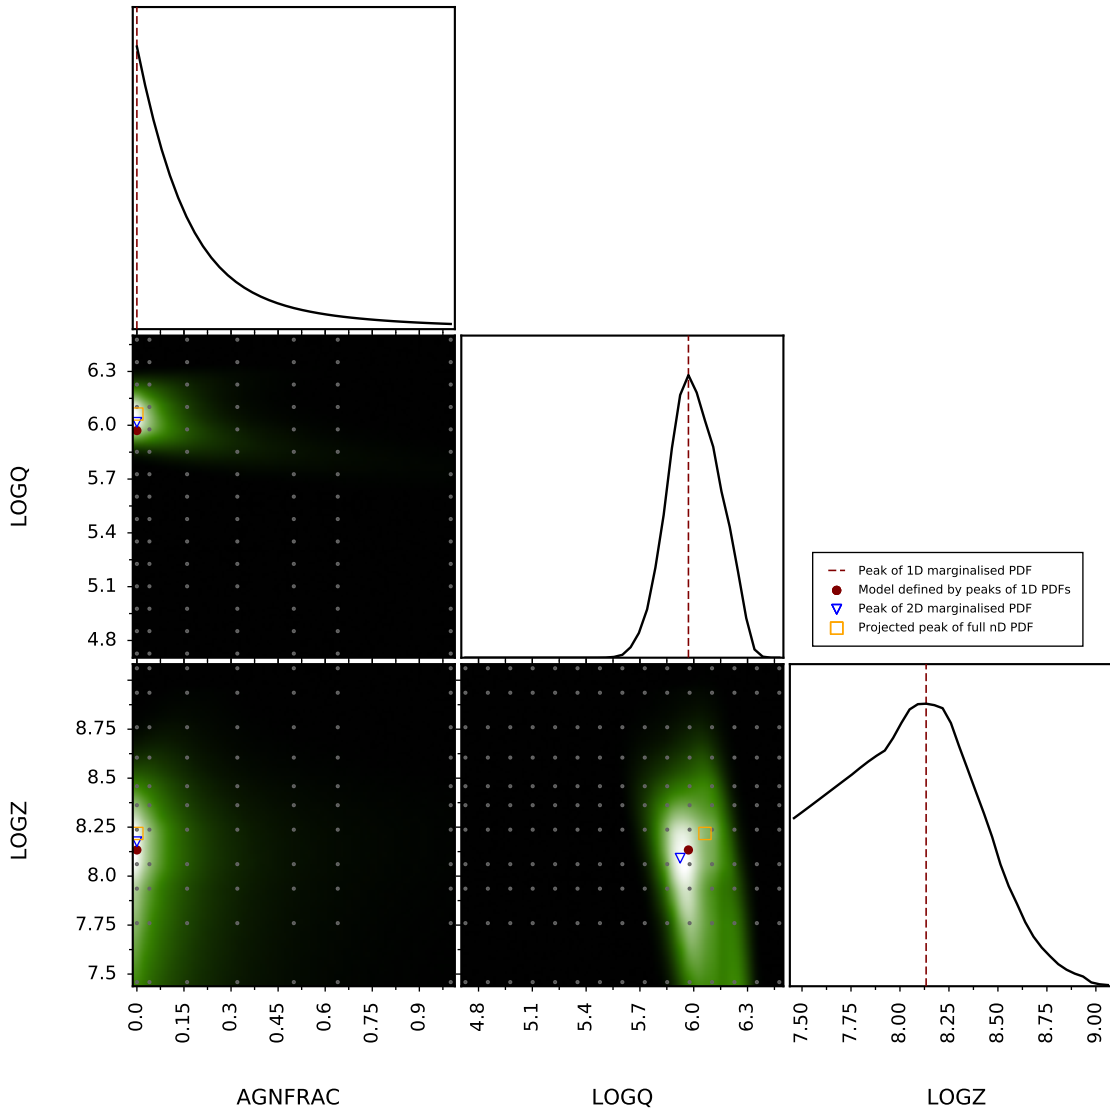 LOGQ
6.3
6.0
5.7
5.4
5.1
4.8
Peak of 1D marginalised PDF
Model defined by peaks of 1D PDFs
Peak of 2D marginalised PDF
Projected peak of full nD PDF
LOGZ
8.75
8.5
8.25
8.0
7.75
7.5
0.0 0.15 0.3 0.45 0.6 0.75 0.9
4.8 5.1 5.4 5.7 6.0 6.3
7.50 7.75 8.00 8.25 8.50 8.75 9.00
AGNFRAC LOGQ LOGZ